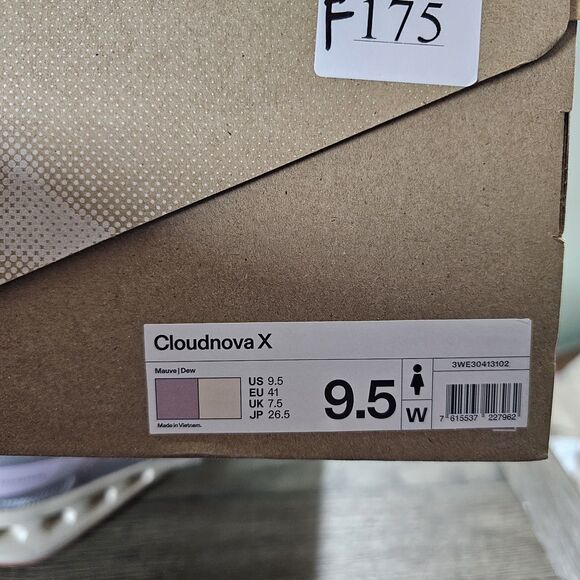 F175
Cloudnova X
Mauve | Dew
US 9.5
EU 41
UK 7.5
JP 26.5
Made in Vietnam.
9.5
W
3WE30413102
7 615537 227962